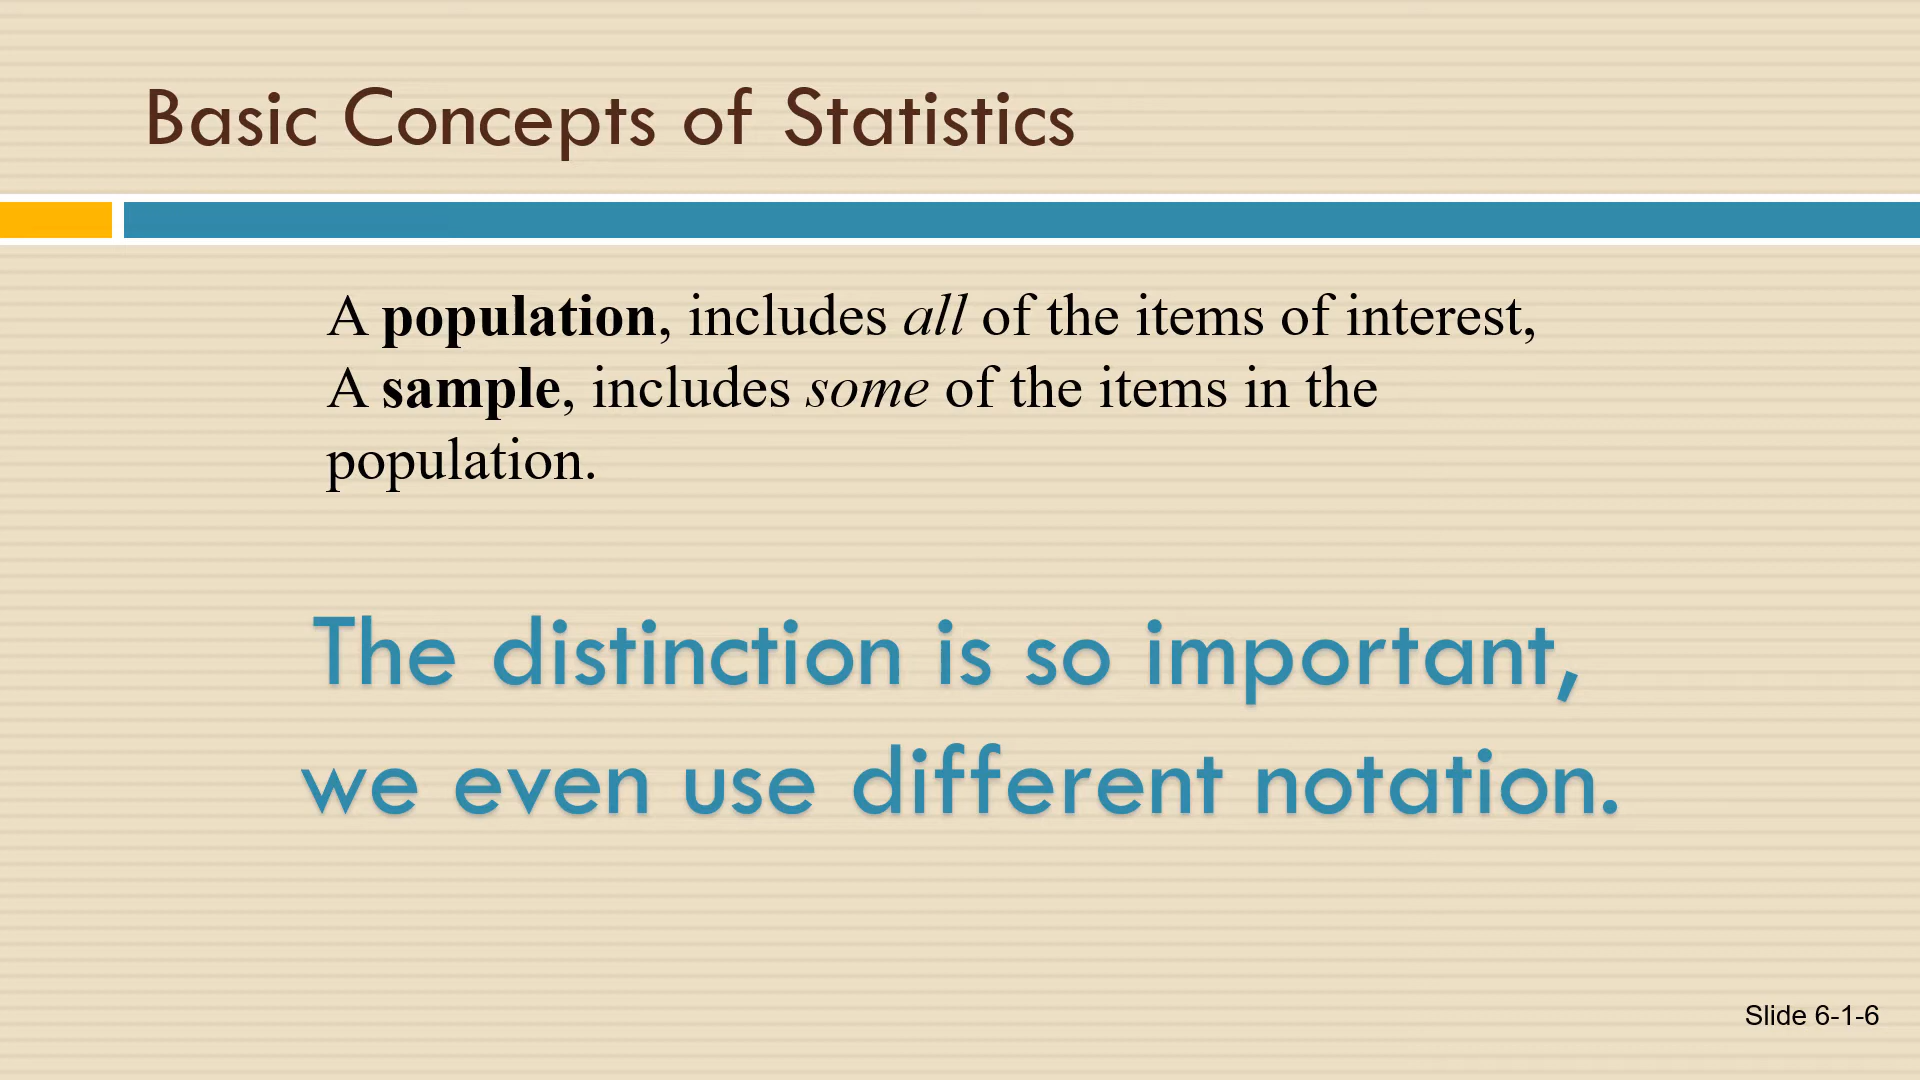 Basic Concepts of Statistics
A population, includes all of the items of interest,
A sample, includes some of the items in the
population.
The distinction is so important,
we even use different notation.
Slide 6-1-6